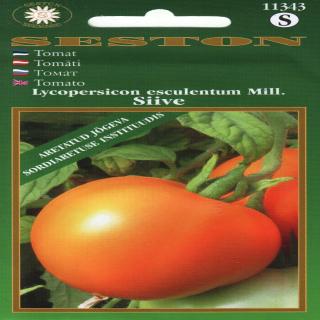 11343
S
SESTON
Tomat
Tomāti
Томат
Tomato
Lycopersicon esculentum Mill.
Siive
ARETATUD JÕGEVA
SORDIARETUSE INSTITUUDIS